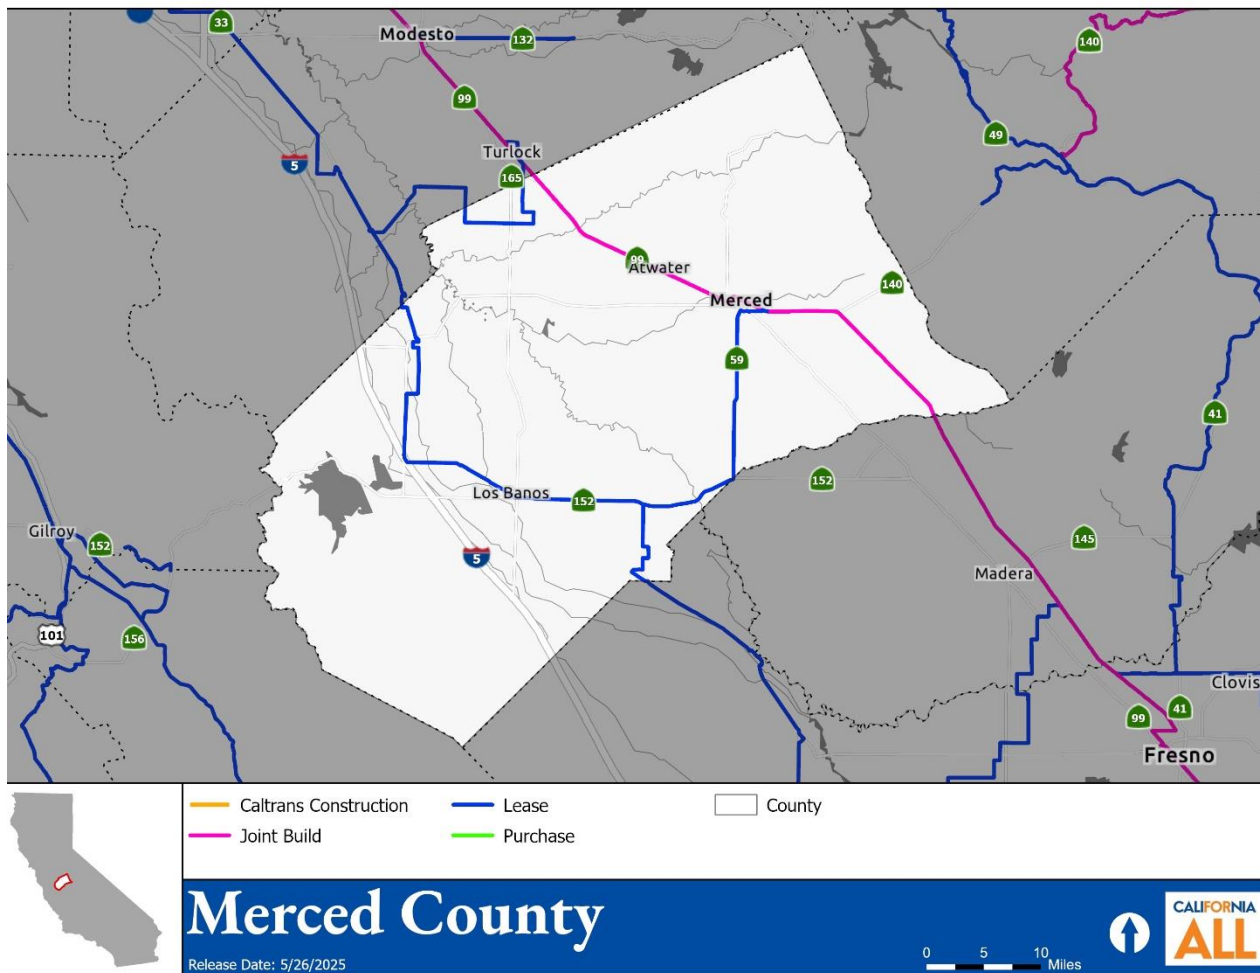 33
Modesto
132
140
99
49
5
Turlock
165
99
Atwater
140
Merced
59
41
152
Los Banos
152
Gilroy
152
5
145
Madera
101
156
Clovis
41
99
Fresno
Caltrans Construction
Lease
County
Joint Build
Purchase
Merced County
Release Date: 5/26/2025
0 5 10
Miles
CALIFORNIA
ALL